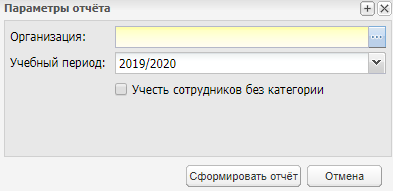 Параметры отчёта
Организация:
Учебный период: 2019/2020
Учесть сотрудников без категории
Сформировать отчёт Отмена